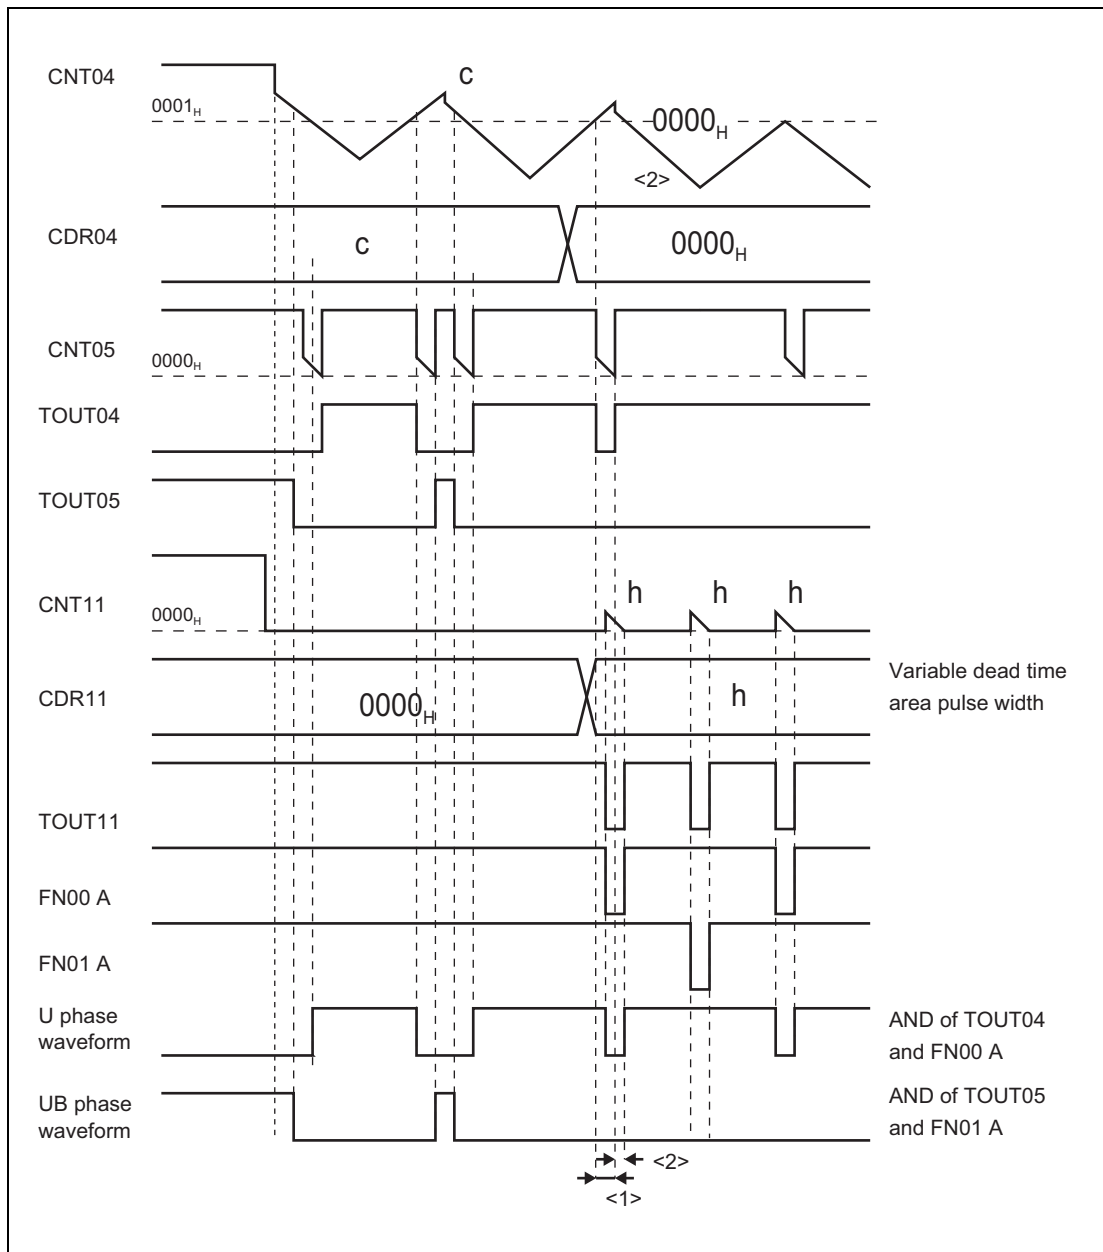 CNT04
c
0001H
0000H
<2>
CDR04
c
0000H
CNT05
0000H
TOUT04
TOUT05
CNT11
h
h
h
0000H
CDR11
0000H
h
Variable dead time
area pulse width
TOUT11
FN00 A
FN01 A
U phase
waveform
AND of TOUT04
and FN00 A
UB phase
waveform
AND of TOUT05
and FN01 A
<2>
<1>